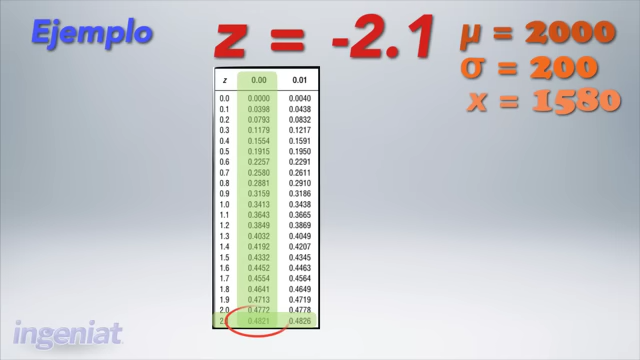 Ejemplo
z = -2.1
μ = 2000
σ = 200
x = 1580
z 0.00 0.01
0.0 0.0000 0.0040
0.1 0.0398 0.0438
0.2 0.0793 0.0832
0.3 0.1179 0.1217
0.4 0.1554 0.1591
0.5 0.1915 0.1950
0.6 0.2257 0.2291
0.7 0.2580 0.2611
0.8 0.2881 0.2910
0.9 0.3159 0.3186
1.0 0.3413 0.3438
1.1 0.3643 0.3665
1.2 0.3849 0.3869
1.3 0.4032 0.4049
1.4 0.4192 0.4207
1.5 0.4332 0.4345
1.6 0.4452 0.4463
1.7 0.4554 0.4564
1.8 0.4641 0.4649
1.9 0.4713 0.4719
2.0 0.4772 0.4778
2.1 0.4821 0.4826
ingeniat